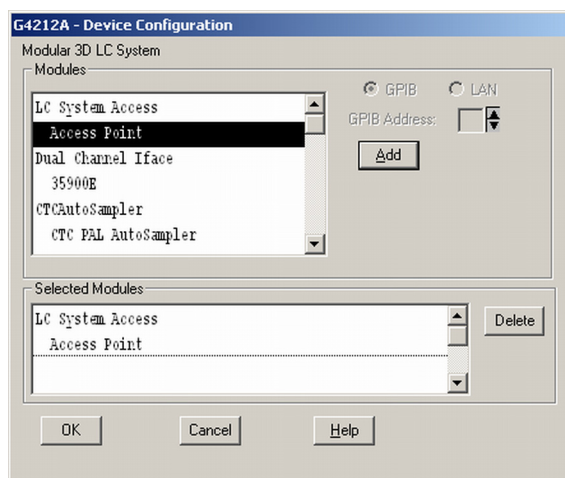 G4212A - Device Configuration
Modular 3D LC System
Modules
LC System Access
Access Point
Dual Channel Iface
35900E
CTCAutoSampler
CTC PAL AutoSampler
GPIB LAN
GPIB Address:
Add
Selected Modules
LC System Access
Access Point
Delete
OK Cancel Help